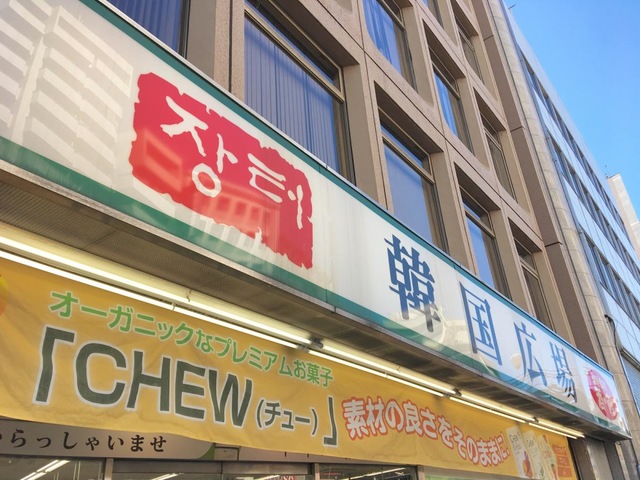 장터
韓国広場
オーガニックなプレミアムお菓子
「CHEW(チュー)」
素材の良さをそのままに
らっしゃいませ